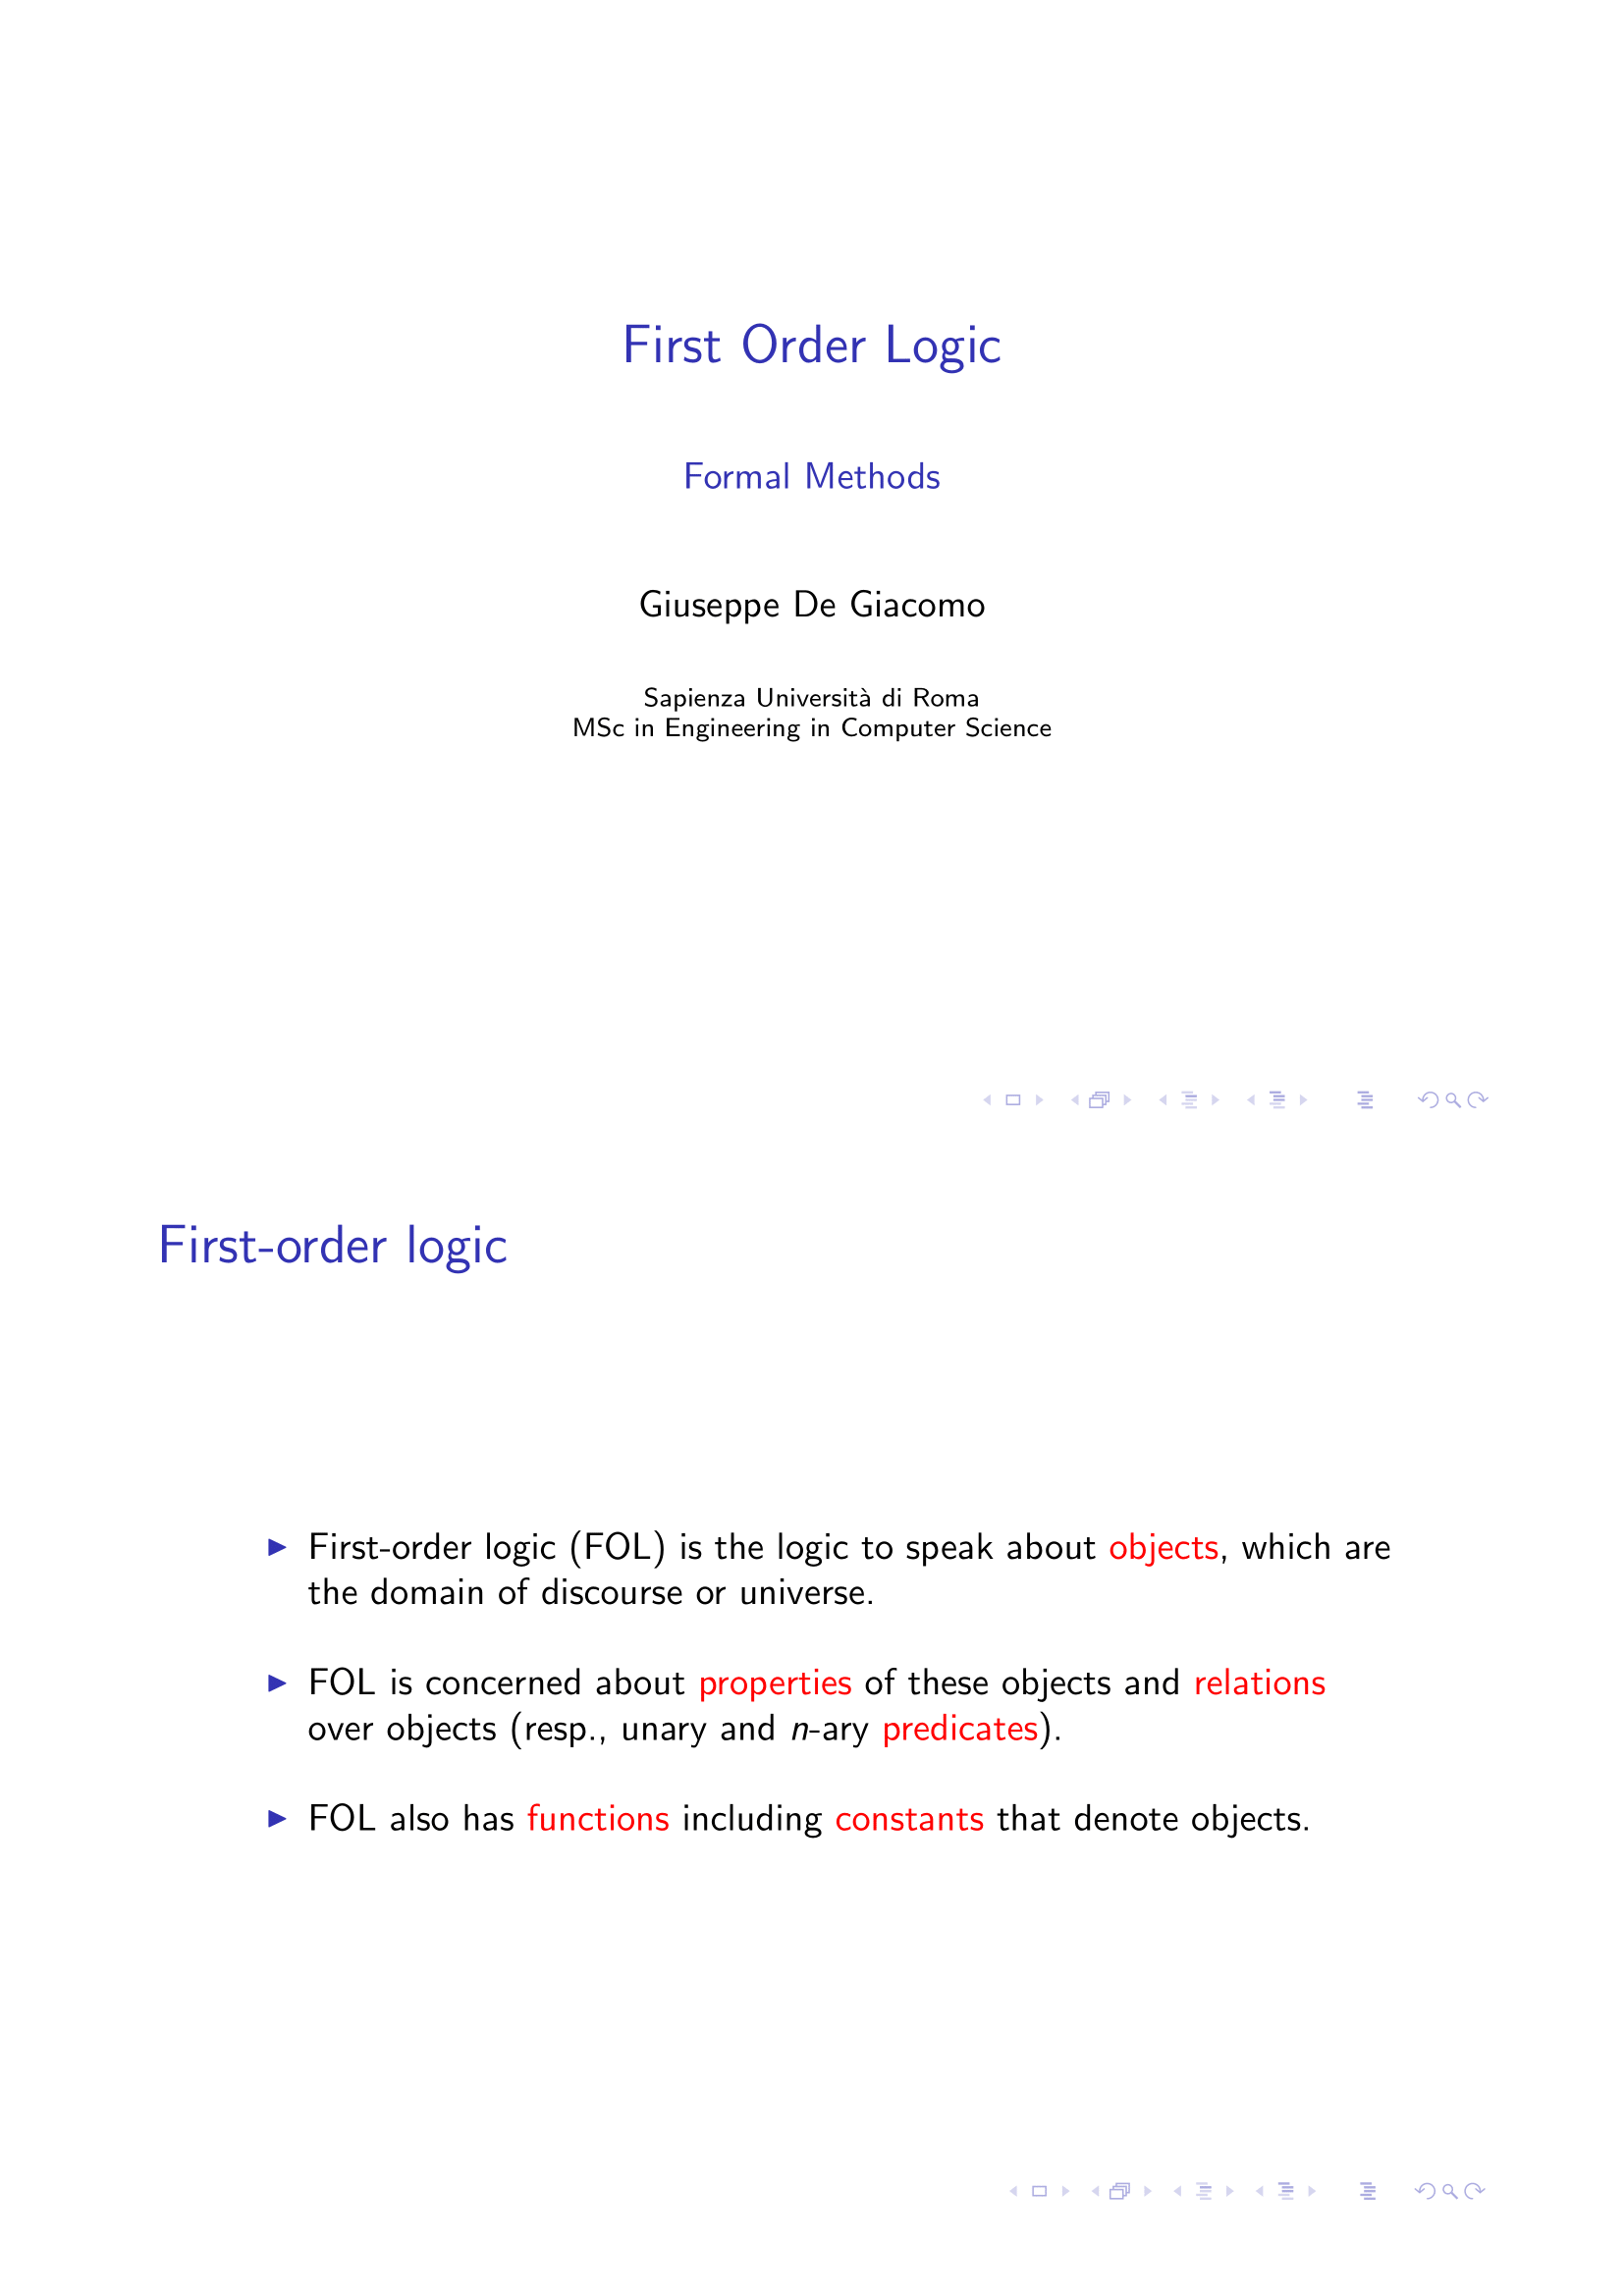 First Order Logic
Formal Methods
Giuseppe De Giacomo
Sapienza Università di Roma
MSc in Engineering in Computer Science
First-order logic
First-order logic (FOL) is the logic to speak about objects, which are
the domain of discourse or universe.
FOL is concerned about properties of these objects and relations
over objects (resp., unary and n-ary predicates).
FOL also has functions including constants that denote objects.